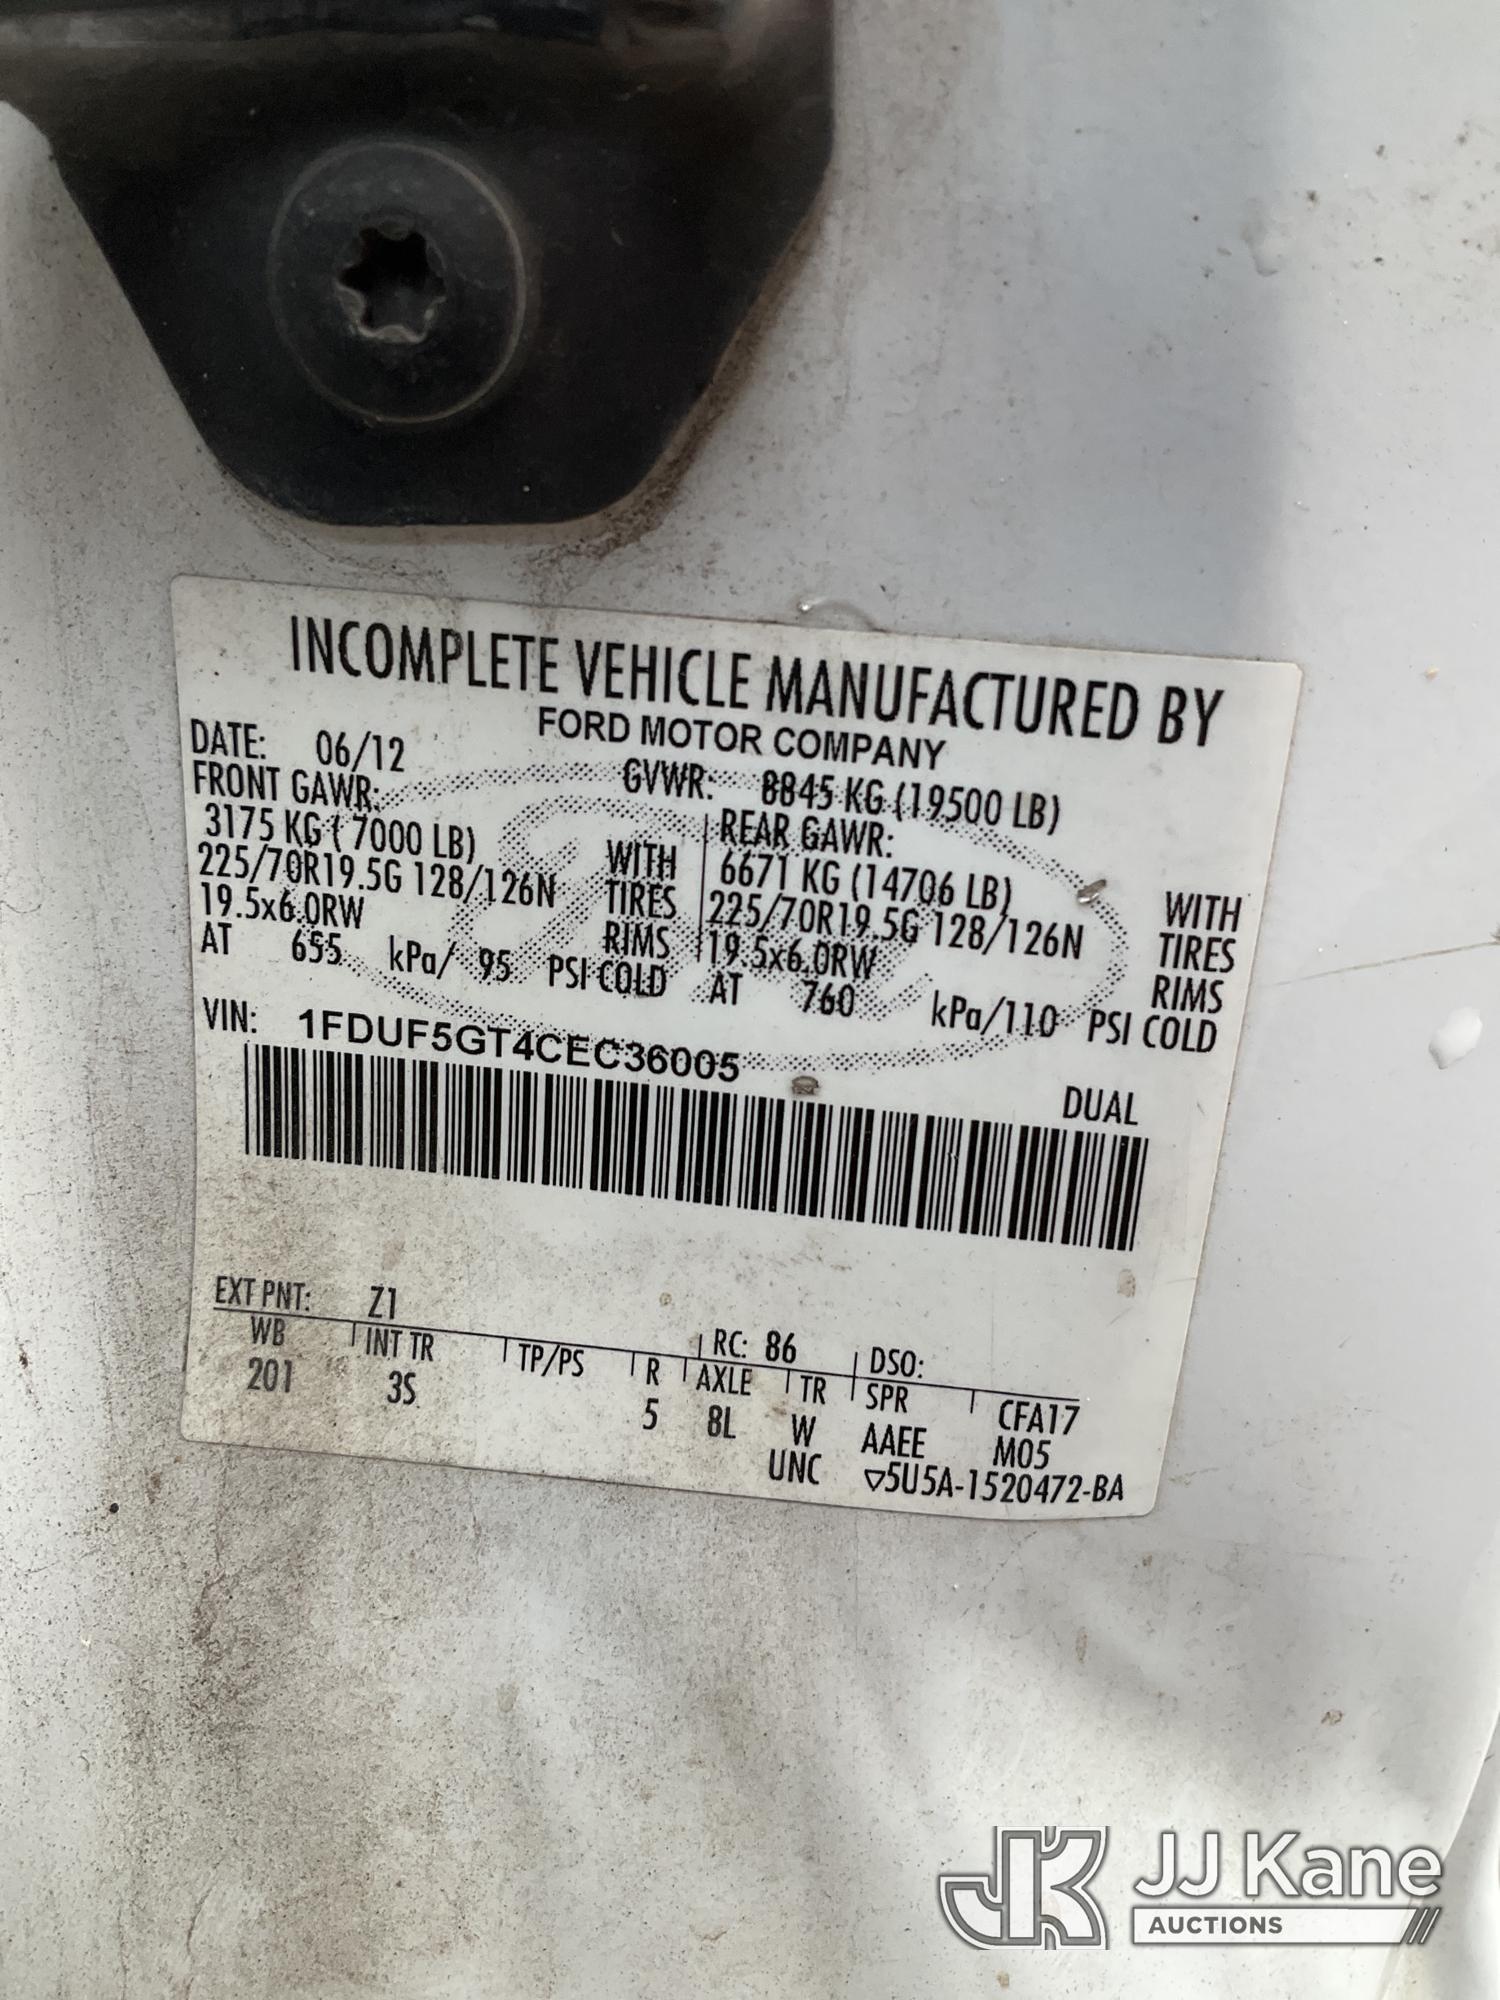 INCOMPLETE VEHICLE MANUFACTURED BY
FORD MOTOR COMPANY
DATE: 06/12 GVWR: 8845 KG (19500 LB)
FRONT GAWR: REAR GAWR:
3175 KG ( 7000 LB) WITH 6671 KG (14706 LB) WITH
225/70R19.5G 128/126N TIRES 225/70R19.5G 128/126N TIRES
19.5x6.0RW RIMS 19.5x6.0RW RIMS
AT 655 kPa/ 95 PSI COLD AT 760 kPa/110 PSI COLD
VIN: 1FDUF5GT4CEC36005
DUAL
EXT PNT: Z1 RC: 86 DSO:
WB INT TR TP/PS R AXLE TR SPR CFA17
201 3S 5 8L W AAEE M05
UNC ▽5U5A-1520472-BA
JK JJ Kane
AUCTIONS